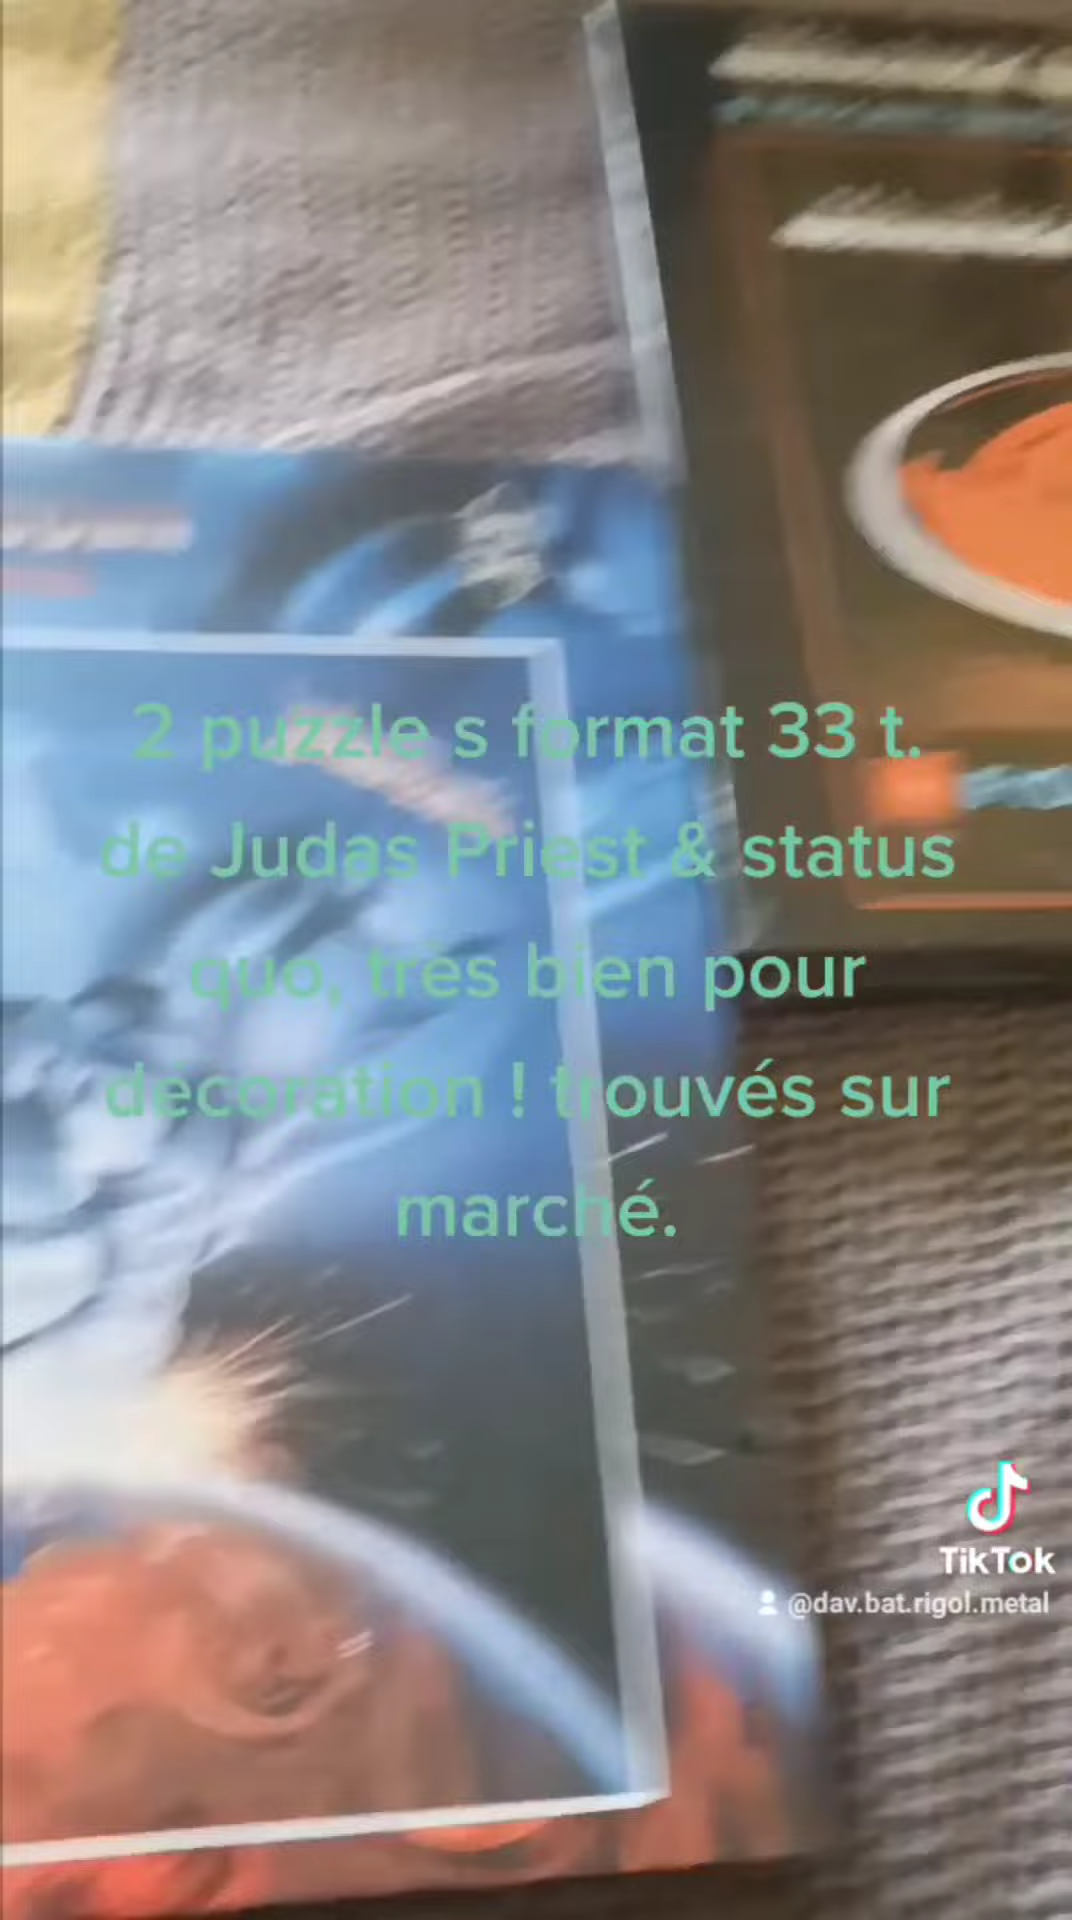 2 puzzle s format 33 t.
de Judas Priest & status
quo, très bien pour
décoration ! trouvés sur
marché.
TikTok
@dav.bat.rigol.metal